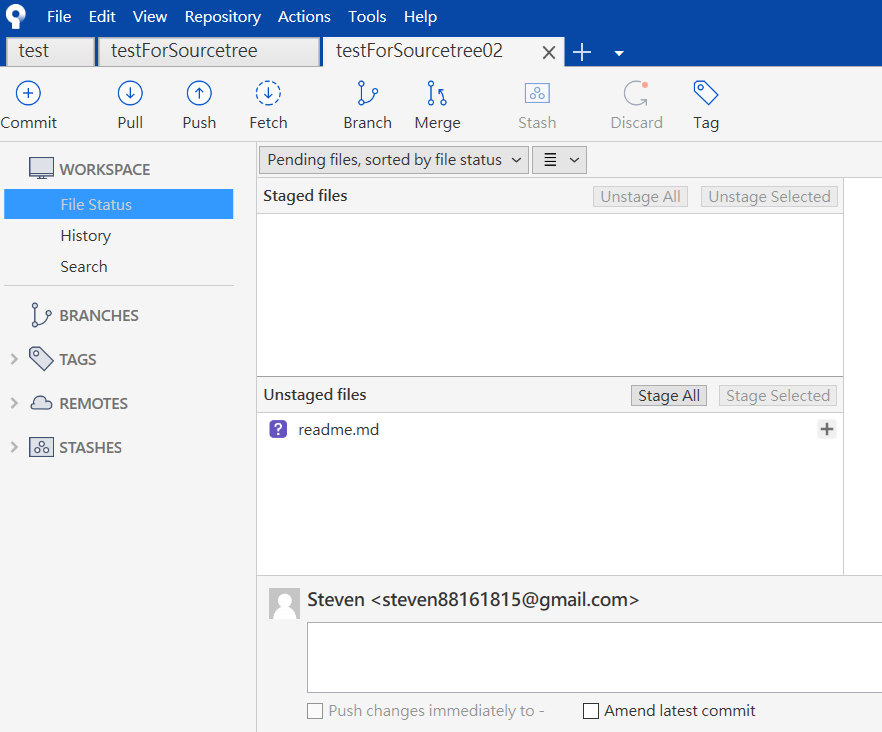 File Edit View Repository Actions Tools Help
test testForSourcetree testForSourcetree02
Commit Pull Push Fetch Branch Merge Stash Discard Tag
WORKSPACE
File Status
History
Search
BRANCHES
TAGS
REMOTES
STASHES
Pending files, sorted by file status
Staged files Unstage All Unstage Selected
Unstaged files Stage All Stage Selected
? readme.md
Steven <steven88161815@gmail.com>
Push changes immediately to - Amend latest commit